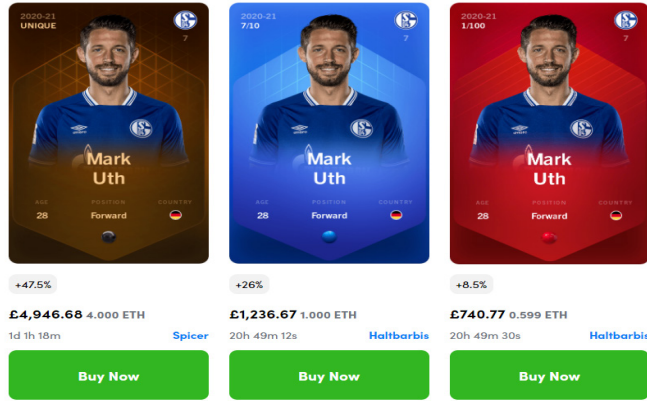 2020-21
UNIQUE
7
Mark
Uth
AGE POSITION COUNTRY
28 Forward
+47.5%
£4,946.68 4.000 ETH
1d 1h 18m Spicer
Buy Now
2020-21
7/10
7
Mark
Uth
AGE POSITION COUNTRY
28 Forward
+26%
£1,236.67 1.000 ETH
20h 49m 12s Haltbarbis
Buy Now
2020-21
1/100
7
Mark
Uth
AGE POSITION COUNTRY
28 Forward
+8.5%
£740.77 0.599 ETH
20h 49m 30s Haltbarbis
Buy Now